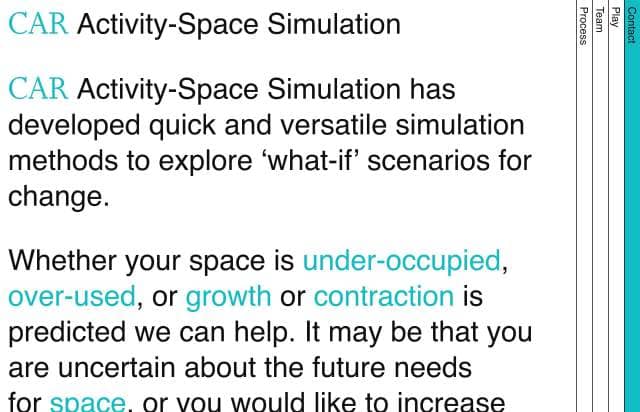 CAR Activity-Space Simulation
CAR Activity-Space Simulation has
developed quick and versatile simulation
methods to explore ‘what-if’ scenarios for
change.
Whether your space is under-occupied,
over-used, or growth or contraction is
predicted we can help. It may be that you
are uncertain about the future needs
for space, or you would like to increase
Process
Team
Play
Contact